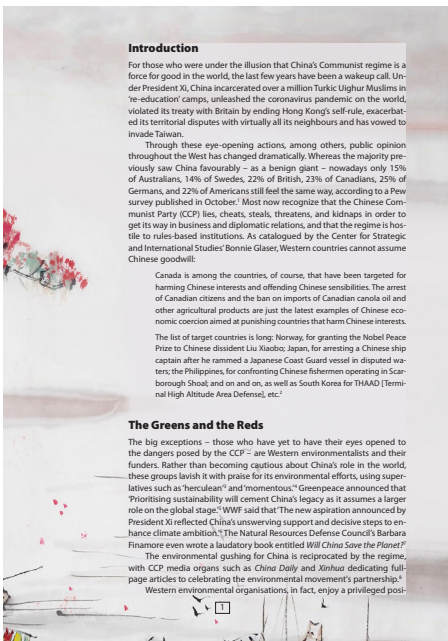 Introduction
For those who were under the illusion that China's Communist regime is a
force for good in the world, the last few years have been a wakeup call. Un-
der President Xi, China incarcerated over a million Turkic Uighur Muslims in
're-education' camps, unleashed the coronavirus pandemic on the world,
violated its treaty with Britain by ending Hong Kong's self-rule, exacerbat-
ed its territorial disputes with virtually all its neighbours and has vowed to
invade Taiwan.
Through these eye-opening actions, among others, public opinion
throughout the West has changed dramatically. Whereas the majority pre-
viously saw China favourably – as a benign giant – nowadays only 15%
of Australians, 14% of Swedes, 22% of British, 23% of Canadians, 25% of
Germans, and 22% of Americans still feel the same way, according to a Pew
survey published in October.¹ Most now recognize that the Chinese Com-
munist Party (CCP) lies, cheats, steals, threatens, and kidnaps in order to
get its way in business and diplomatic relations, and that the regime is hos-
tile to rules-based institutions. As catalogued by the Center for Strategic
and International Studies' Bonnie Glaser, Western countries cannot assume
Chinese goodwill:
Canada is among the countries, of course, that have been targeted for
harming Chinese interests and offending Chinese sensibilities. The arrest
of Canadian citizens and the ban on imports of Canadian canola oil and
other agricultural products are just the latest examples of Chinese eco-
nomic coercion aimed at punishing countries that harm Chinese interests.
The list of target countries is long: Norway, for granting the Nobel Peace
Prize to Chinese dissident Liu Xiaobo; Japan, for arresting a Chinese ship
captain after he rammed a Japanese Coast Guard vessel in disputed wa-
ters; the Philippines, for confronting Chinese fishermen operating in Scar-
borough Shoal; and on and on, as well as South Korea for THAAD [Termi-
nal High Altitude Area Defense], etc.²
The Greens and the Reds
The big exceptions – those who have yet to have their eyes opened to
the dangers posed by the CCP – are Western environmentalists and their
funders. Rather than becoming cautious about China's role in the world,
these groups lavish it with praise for its environmental efforts, using super-
latives such as 'herculean'³ and 'momentous.'⁴ Greenpeace announced that
'Prioritising sustainability will cement China's legacy as it assumes a larger
role on the global stage.'⁵ WWF said that 'The new aspiration announced by
President Xi reflected China's unswerving support and decisive steps to en-
hance climate ambition.'⁶ The Natural Resources Defense Council's Barbara
Finamore even wrote a laudatory book entitled Will China Save the Planet?⁷
The environmental gushing for China is reciprocated by the regime,
with CCP media organs such as China Daily and Xinhua dedicating full-
page articles to celebrating the environmental movement's partnership.⁸
Western environmental organisations, in fact, enjoy a privileged posi-
1